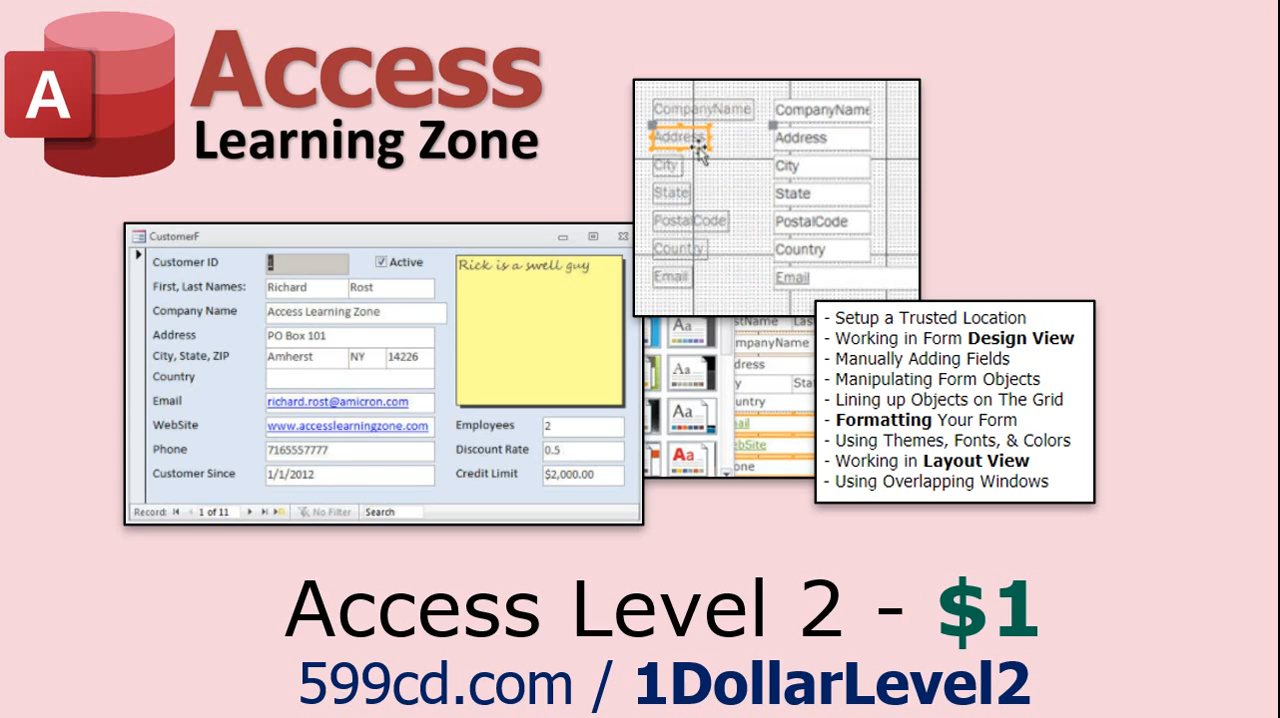 A
Access
Learning Zone
CompanyName CompanyName
Address Address
City City
State State
PostalCode PostalCode
Country Country
Email Email
CustomerF
Customer ID Active
First, Last Names: Richard Rost
Company Name Access Learning Zone
Address PO Box 101
City, State, ZIP Amherst NY 14226
Country
Email richard.rost@amicron.com
WebSite www.accesslearningzone.com
Phone 7165557777
Customer Since 1/1/2012
Rick is a swell guy
Employees 2
Discount Rate 0.5
Credit Limit $2,000.00
Record: 1 of 11 No Filter Search
Aa
Aa
Aa
Aa
- Setup a Trusted Location
- Working in Form Design View
- Manually Adding Fields
- Manipulating Form Objects
- Lining up Objects on The Grid
- Formatting Your Form
- Using Themes, Fonts, & Colors
- Working in Layout View
- Using Overlapping Windows
Access Level 2 - $1
599cd.com / 1DollarLevel2